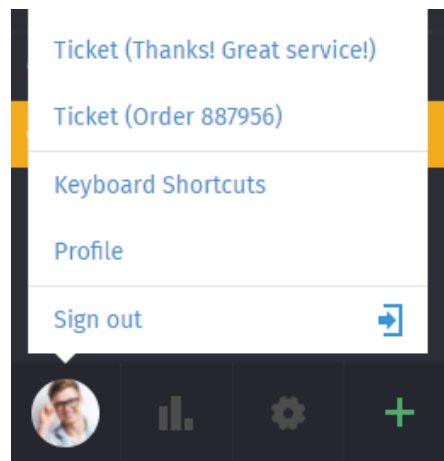 Ticket (Thanks! Great service!)
Ticket (Order 887956)
Keyboard Shortcuts
Profile
Sign out